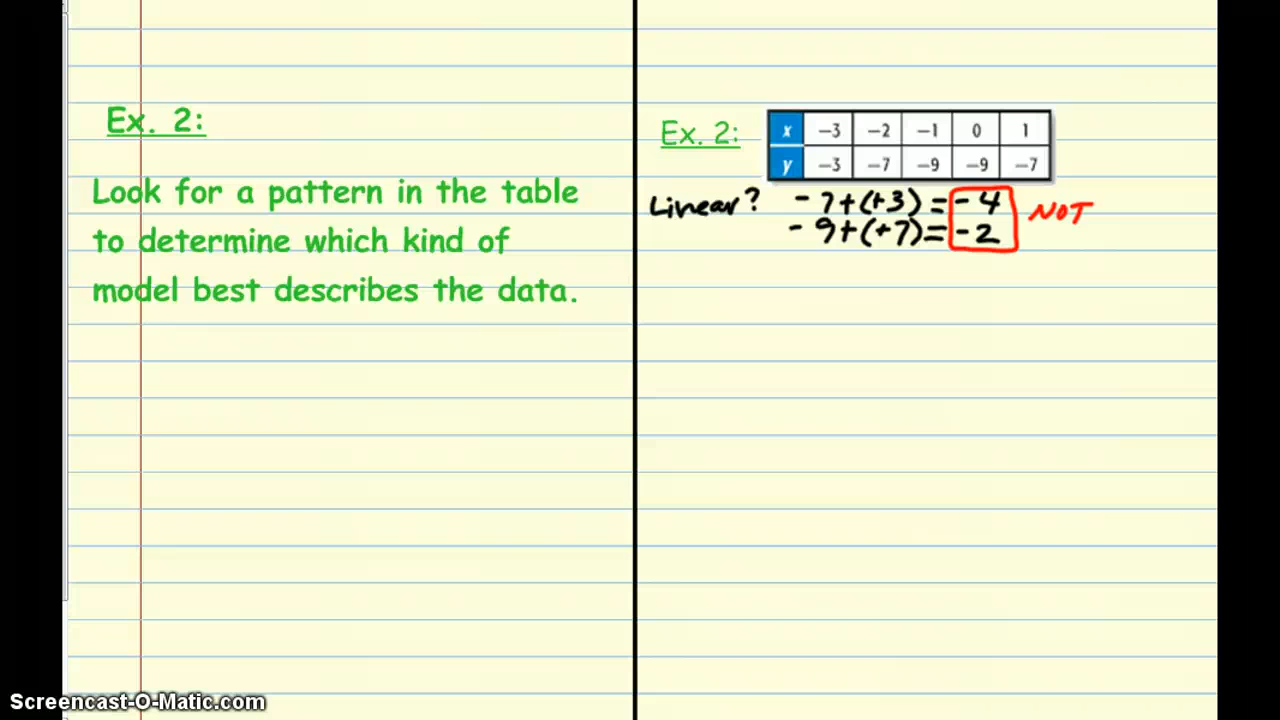 Ex. 2:
Look for a pattern in the table
to determine which kind of
model best describes the data.
Ex. 2:
x −3 −2 −1 0 1
y −3 −7 −9 −9 −7
Linear? -7+(+3)=-4 NOT
-9+(+7)=-2
Screencast-O-Matic.com